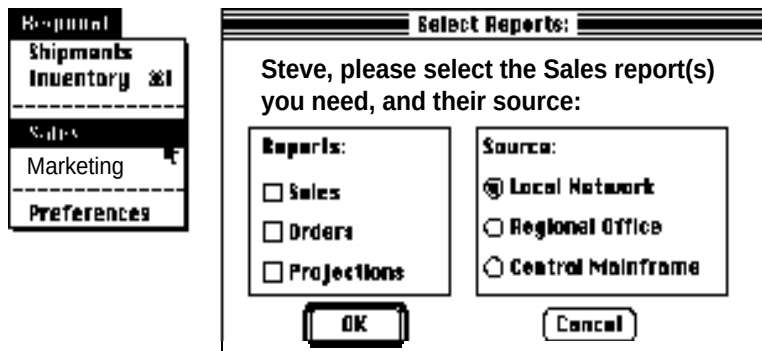 Regional
Shipments
Inventory ⌘I
Sales
Marketing
Preferences
Select Reports:
Steve, please select the Sales report(s)
you need, and their source:
Reports:
Sales
Orders
Projections
Source:
Local Network
Regional Office
Central Mainframe
OK
Cancel